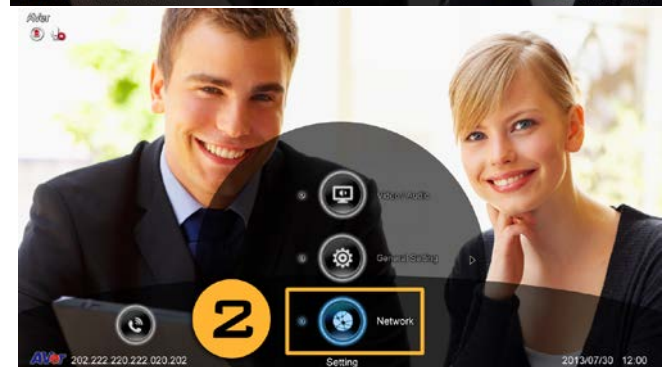 AVer
Video / Audio
General Setting
2
Network
AVer 202.222.220.222.020.202
Setting
2013/07/30 12:00